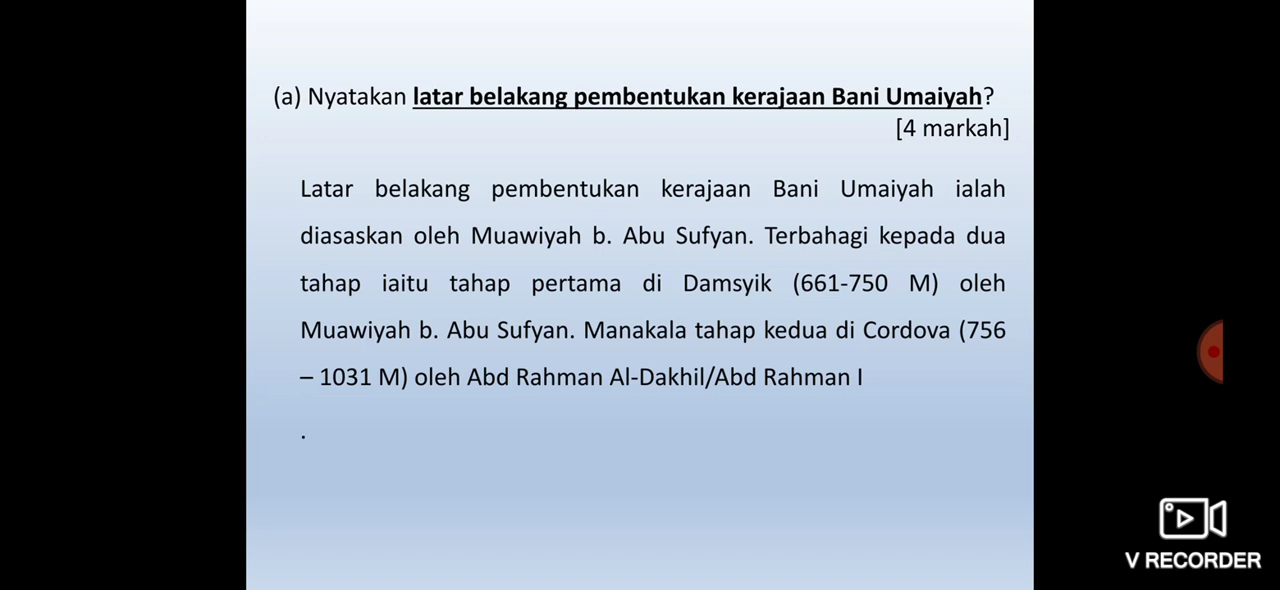 (a) Nyatakan latar belakang pembentukan kerajaan Bani Umaiyah?
[4 markah]
Latar belakang pembentukan kerajaan Bani Umaiyah ialah
diasaskan oleh Muawiyah b. Abu Sufyan. Terbahagi kepada dua
tahap iaitu tahap pertama di Damsyik (661-750 M) oleh
Muawiyah b. Abu Sufyan. Manakala tahap kedua di Cordova (756
– 1031 M) oleh Abd Rahman Al-Dakhil/Abd Rahman I
.
V RECORDER